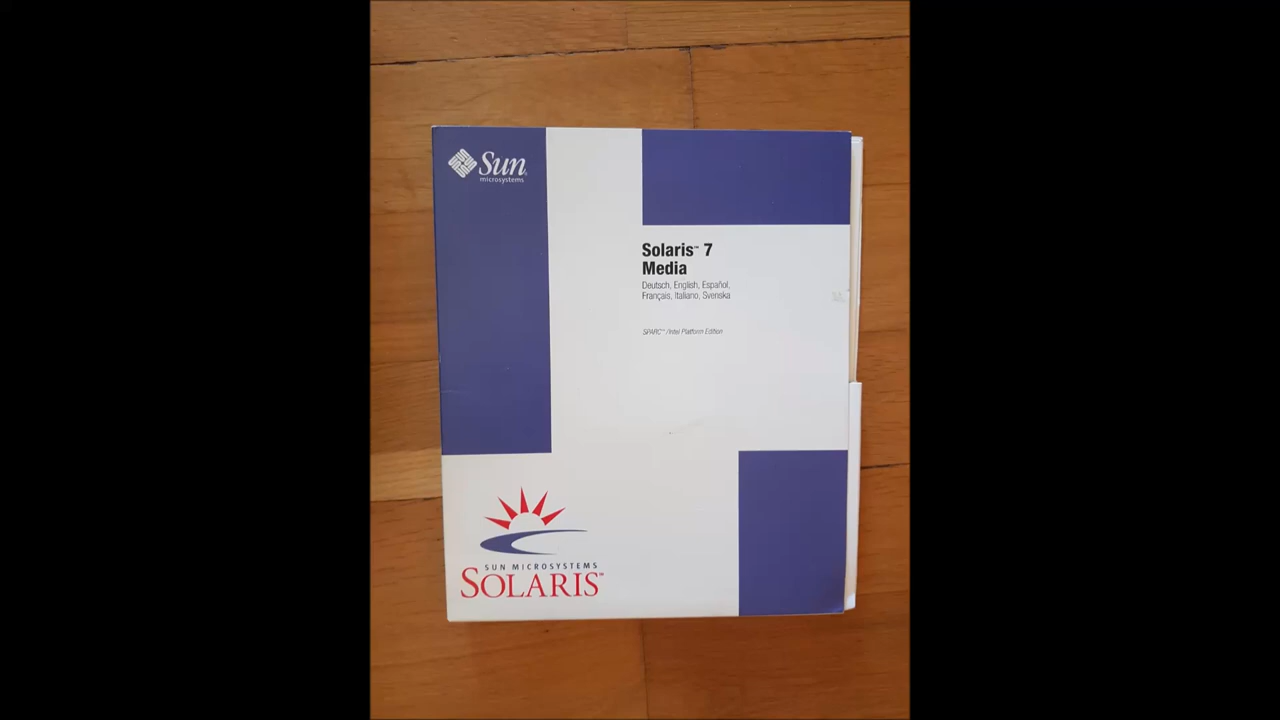 Sun
microsystems
Solaris™ 7
Media
Deutsch, English, Español,
Français, Italiano, Svenska
SPARC™ /Intel Platform Edition
SUN MICROSYSTEMS
SOLARIS™